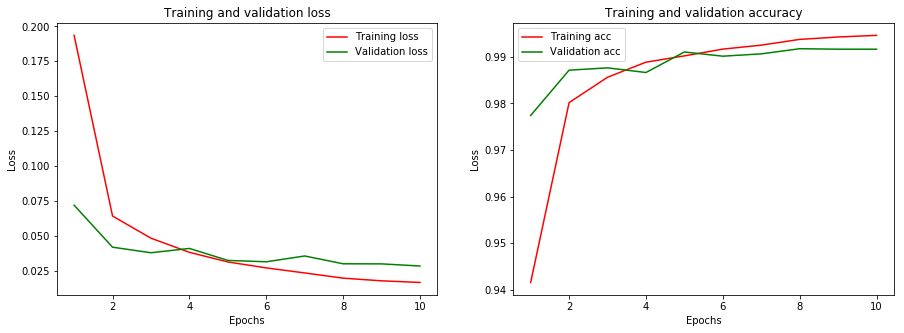 Training and validation loss
Training loss
Validation loss
0.200
0.175
0.150
0.125
0.100
0.075
0.050
0.025
Loss
2
4
6
8
10
Epochs
Training and validation accuracy
Training acc
Validation acc
0.99
0.98
0.97
0.96
0.95
0.94
Loss
2
4
6
8
10
Epochs